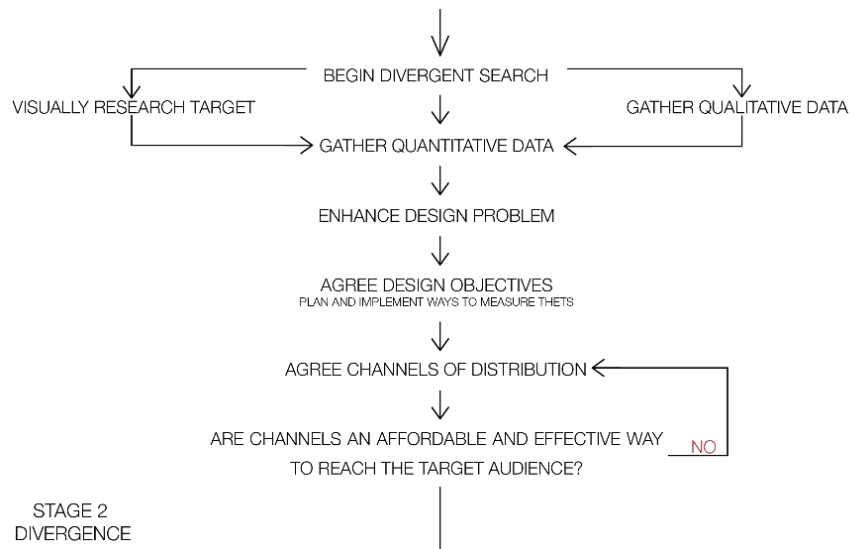 BEGIN DIVERGENT SEARCH
VISUALLY RESEARCH TARGET
GATHER QUALITATIVE DATA
GATHER QUANTITATIVE DATA
ENHANCE DESIGN PROBLEM
AGREE DESIGN OBJECTIVES
PLAN AND IMPLEMENT WAYS TO MEASURE THETS
AGREE CHANNELS OF DISTRIBUTION
ARE CHANNELS AN AFFORDABLE AND EFFECTIVE WAY
NO
TO REACH THE TARGET AUDIENCE?
STAGE 2
DIVERGENCE